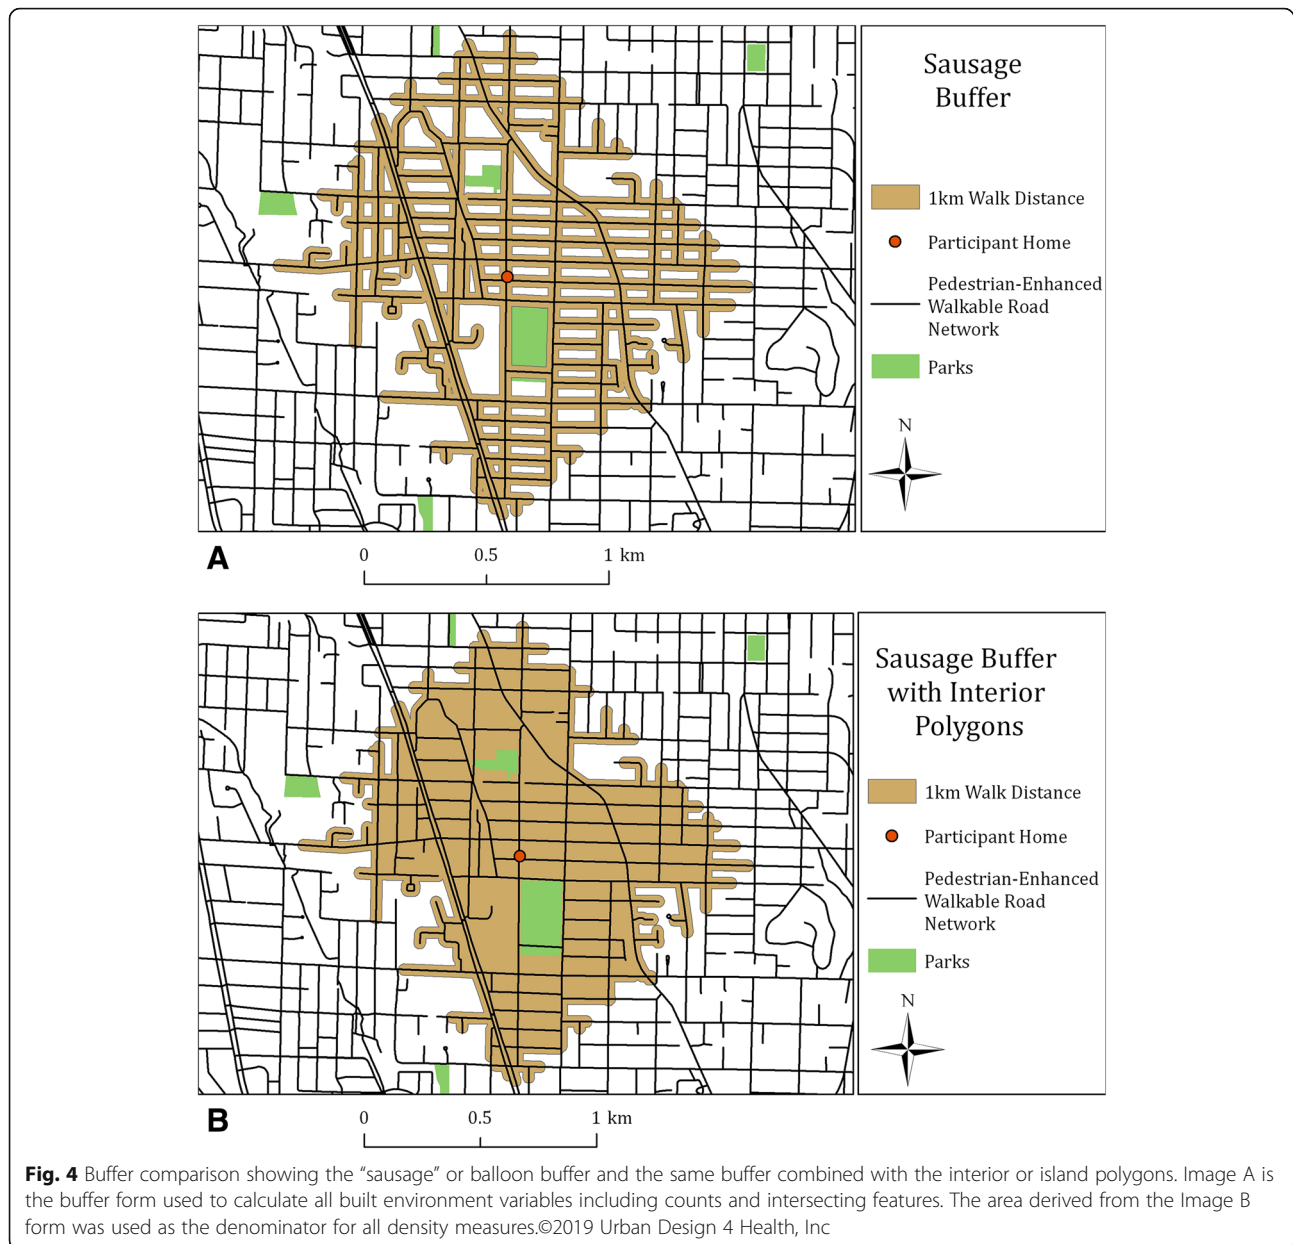 Sausage
Buffer
1km Walk Distance
Participant Home
Pedestrian-Enhanced
Walkable Road
Network
Parks
N
A
0 0.5 1 km
Sausage Buffer
with Interior
Polygons
1km Walk Distance
Participant Home
Pedestrian-Enhanced
Walkable Road
Network
Parks
N
B
0 0.5 1 km
Fig. 4 Buffer comparison showing the “sausage” or balloon buffer and the same buffer combined with the interior or island polygons. Image A is
the buffer form used to calculate all built environment variables including counts and intersecting features. The area derived from the Image B
form was used as the denominator for all density measures.©2019 Urban Design 4 Health, Inc